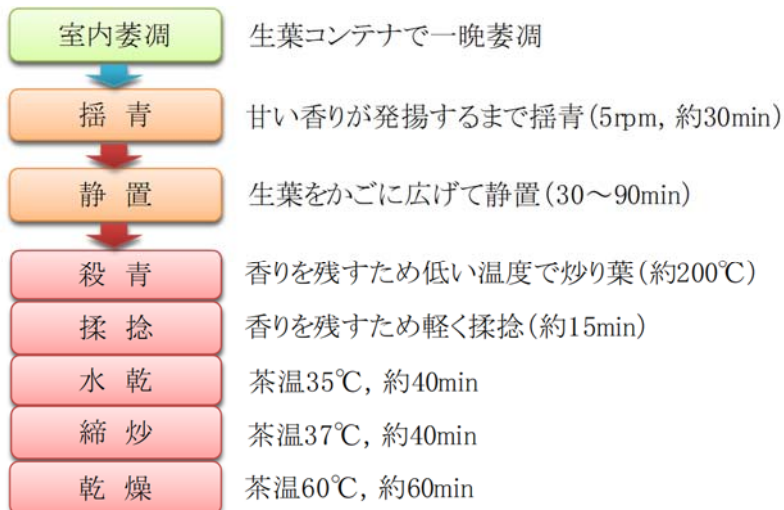 室内萎凋 生葉コンテナで一晩萎凋
揺 青 甘い香りが発揚するまで揺青(5rpm, 約30min)
静 置 生葉をかごに広げて静置(30～90min)
殺 青 香りを残すため低い温度で炒り葉(約200℃)
揉 捻 香りを残すため軽く揉捻(約15min)
水 乾 茶温35℃, 約40min
締 炒 茶温37℃, 約40min
乾 燥 茶温60℃, 約60min